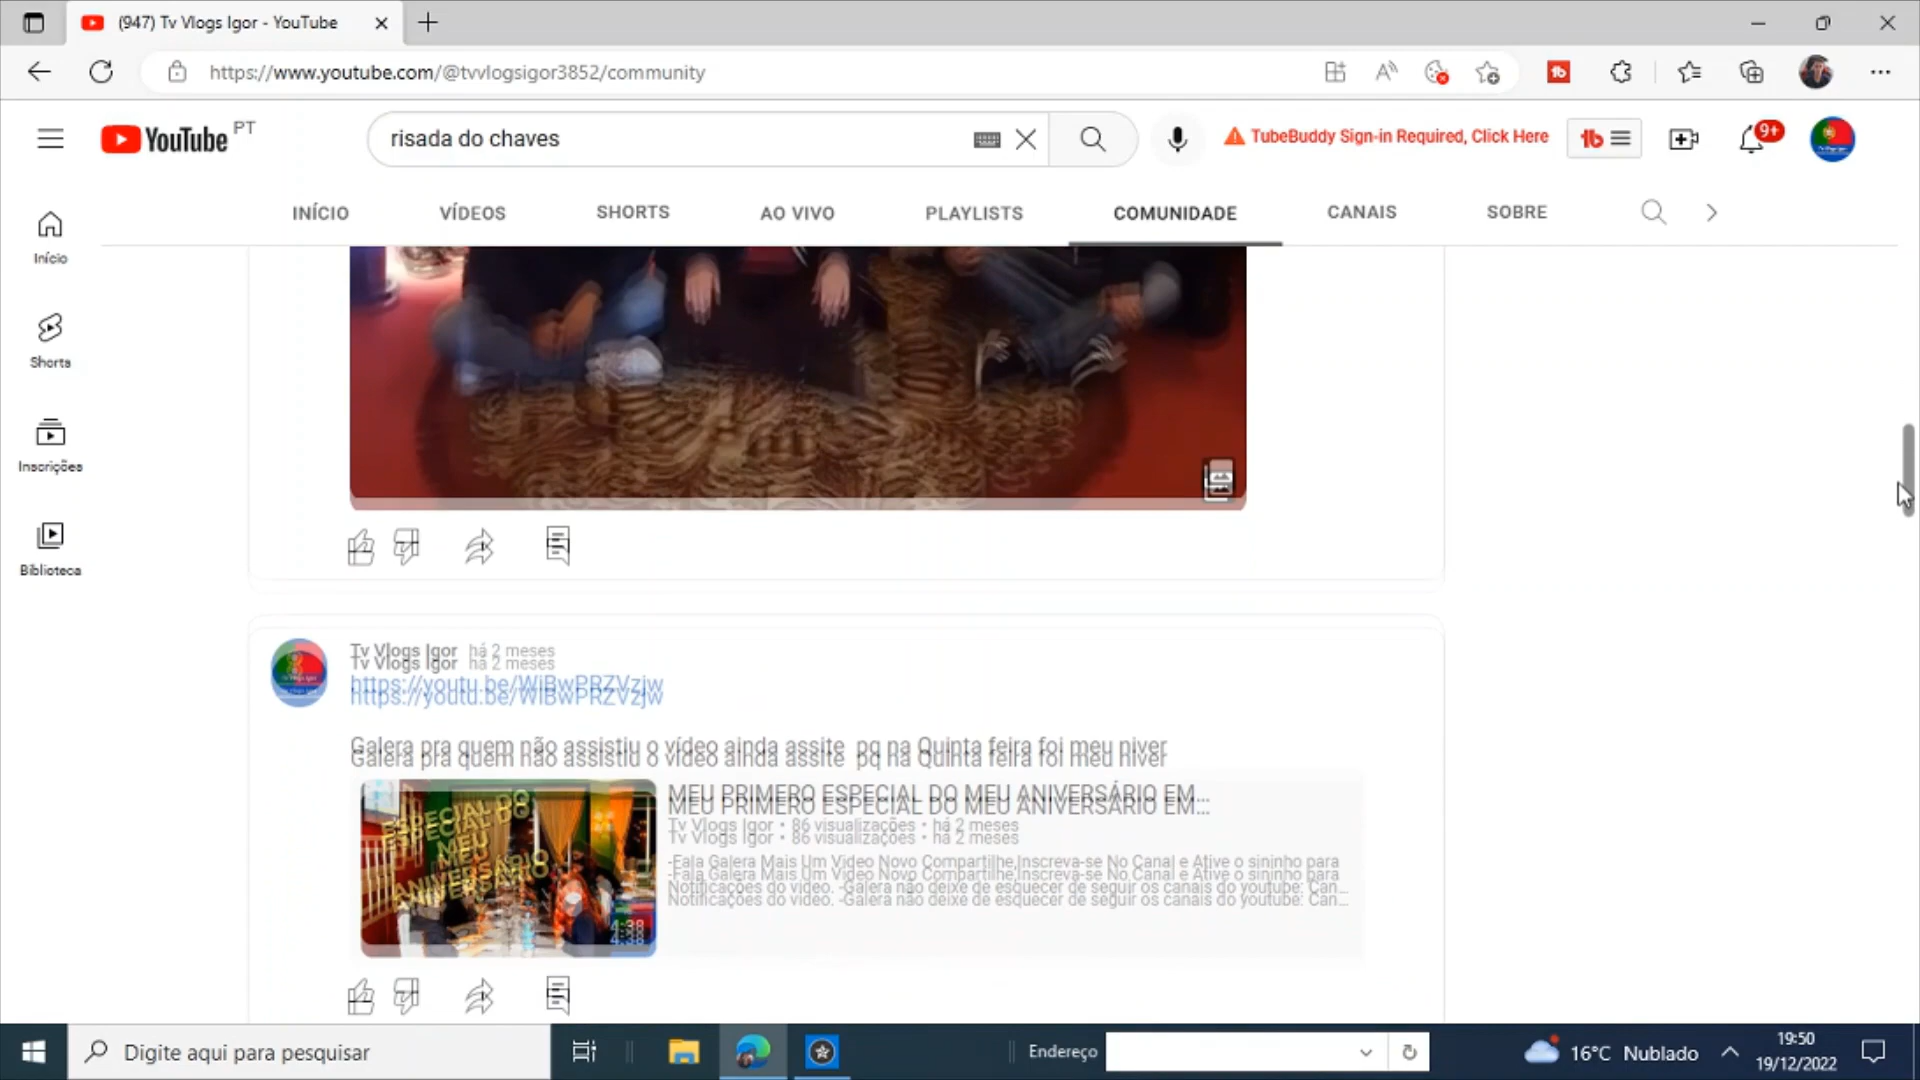 (947) Tv Vlogs Igor - YouTube
https://www.youtube.com/@tvvlogsigor3852/community
YouTube PT
risada do chaves
TubeBuddy Sign-in Required, Click Here
tb
9+
INÍCIO VÍDEOS SHORTS AO VIVO PLAYLISTS COMUNIDADE CANAIS SOBRE
Início
Shorts
Inscrições
Biblioteca
Tv Vlogs Igor há 2 meses
https://youtu.be/WiBwPRZVzjw
Galera pra quem não assistiu o vídeo ainda assite pq na Quinta feira foi meu niver
MEU PRIMERO ESPECIAL DO MEU ANIVERSÁRIO EM...
Tv Vlogs Igor • 86 visualizações • há 2 meses
-Fala Galera Mais Um Video Novo Compartilhe,Inscreva-se No Canal e Ative o sininho para
Notificações do video. -Galera não deixe de esquecer de seguir os canais do youtube: Can...
ESPECIAL DO
MEU
ANIVERSÁRIO
4:38
Digite aqui para pesquisar
Endereço
16°C Nublado
19:50
19/12/2022